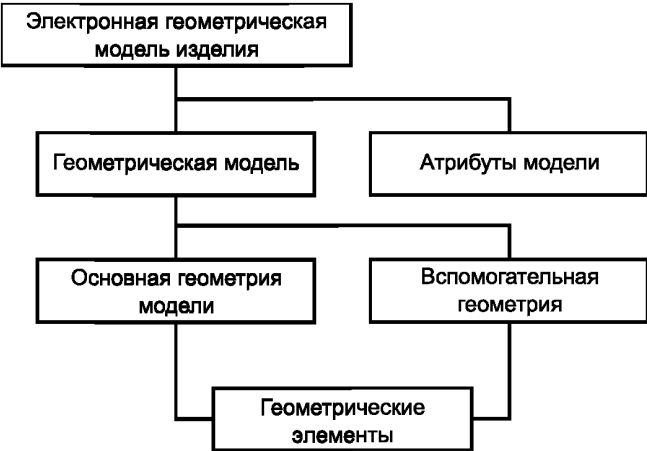 Электронная геометрическая
модель изделия
Геометрическая модель
Атрибуты модели
Основная геометрия
модели
Вспомогательная
геометрия
Геометрические
элементы